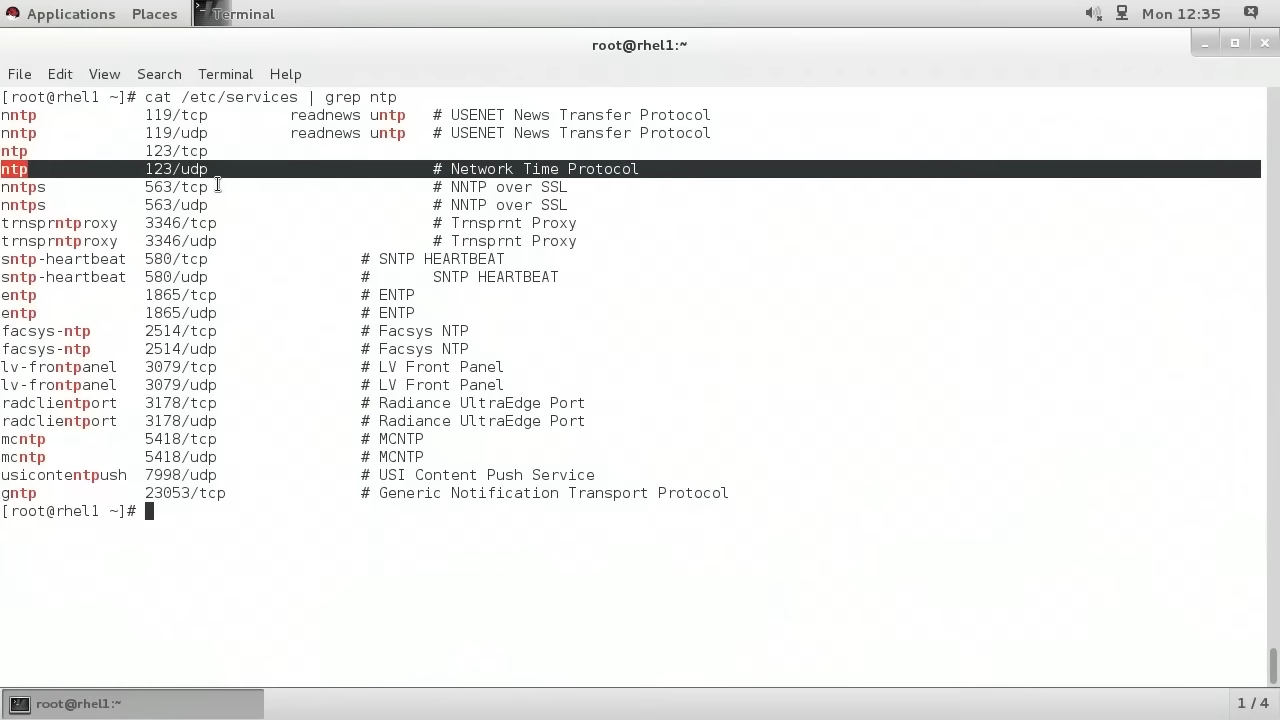 Applications Places Terminal Mon 12:35
root@rhel1:~
File Edit View Search Terminal Help
[root@rhel1 ~]# cat /etc/services | grep ntp
nntp 119/tcp readnews untp # USENET News Transfer Protocol
nntp 119/udp readnews untp # USENET News Transfer Protocol
ntp 123/tcp
ntp 123/udp # Network Time Protocol
nntps 563/tcp # NNTP over SSL
nntps 563/udp # NNTP over SSL
trnsprntproxy 3346/tcp # Trnsprnt Proxy
trnsprntproxy 3346/udp # Trnsprnt Proxy
sntp-heartbeat 580/tcp # SNTP HEARTBEAT
sntp-heartbeat 580/udp # SNTP HEARTBEAT
entp 1865/tcp # ENTP
entp 1865/udp # ENTP
facsys-ntp 2514/tcp # Facsys NTP
facsys-ntp 2514/udp # Facsys NTP
lv-frontpanel 3079/tcp # LV Front Panel
lv-frontpanel 3079/udp # LV Front Panel
radclientport 3178/tcp # Radiance UltraEdge Port
radclientport 3178/udp # Radiance UltraEdge Port
mcntp 5418/tcp # MCNTP
mcntp 5418/udp # MCNTP
usicontentpush 7998/udp # USI Content Push Service
gntp 23053/tcp # Generic Notification Transport Protocol
[root@rhel1 ~]#
root@rhel1:~ 1 / 4